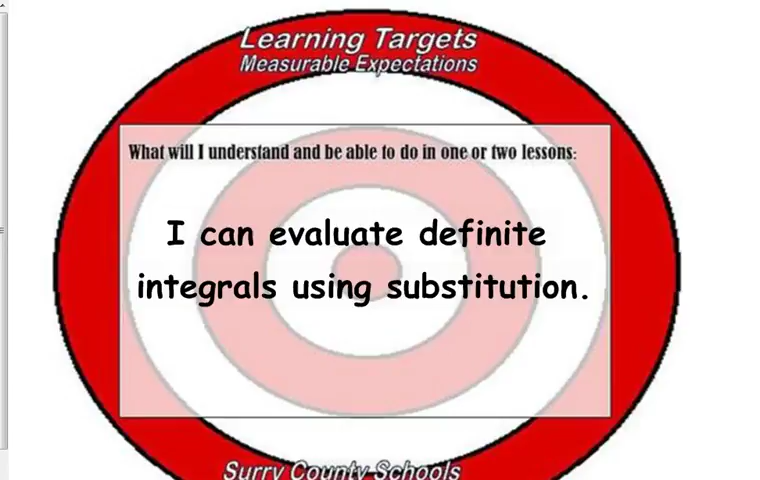 Learning Targets
Measurable Expectations
What will I understand and be able to do in one or two lessons:
I can evaluate definite
integrals using substitution.
Surry County Schools